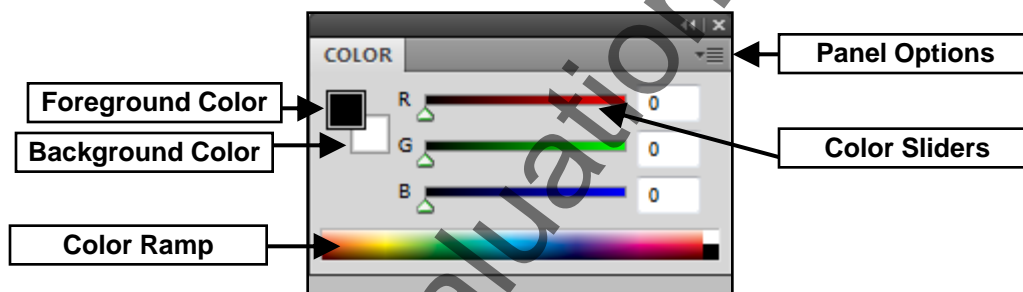 COLOR
Panel Options
Foreground Color
R
0
Background Color
G
0
Color Sliders
B
0
Color Ramp